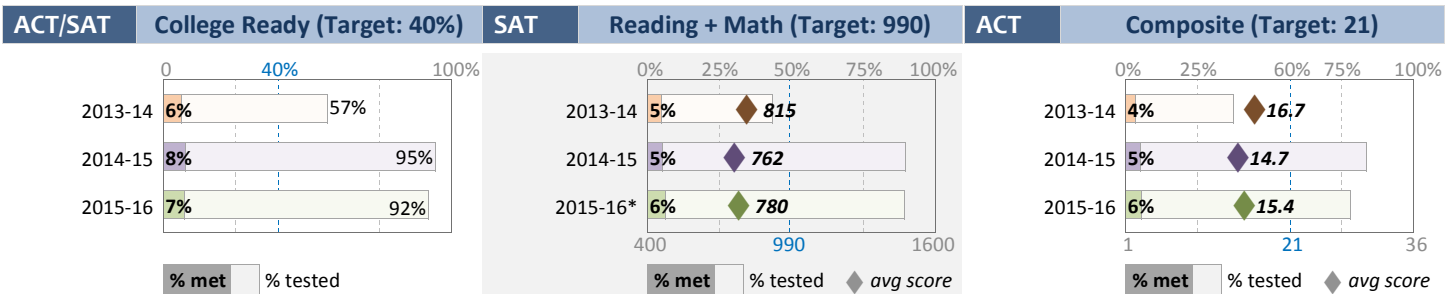 ACT/SAT College Ready (Target: 40%)
0 40% 100%
2013-14 6% 57%
2014-15 8% 95%
2015-16 7% 92%
% met % tested
SAT Reading + Math (Target: 990)
0% 25% 50% 75% 100%
2013-14 5% 815
2014-15 5% 762
2015-16* 6% 780
400 990 1600
% met % tested avg score
ACT Composite (Target: 21)
0% 25% 60% 75% 100%
2013-14 4% 16.7
2014-15 5% 14.7
2015-16 6% 15.4
1 21 36
% met % tested avg score